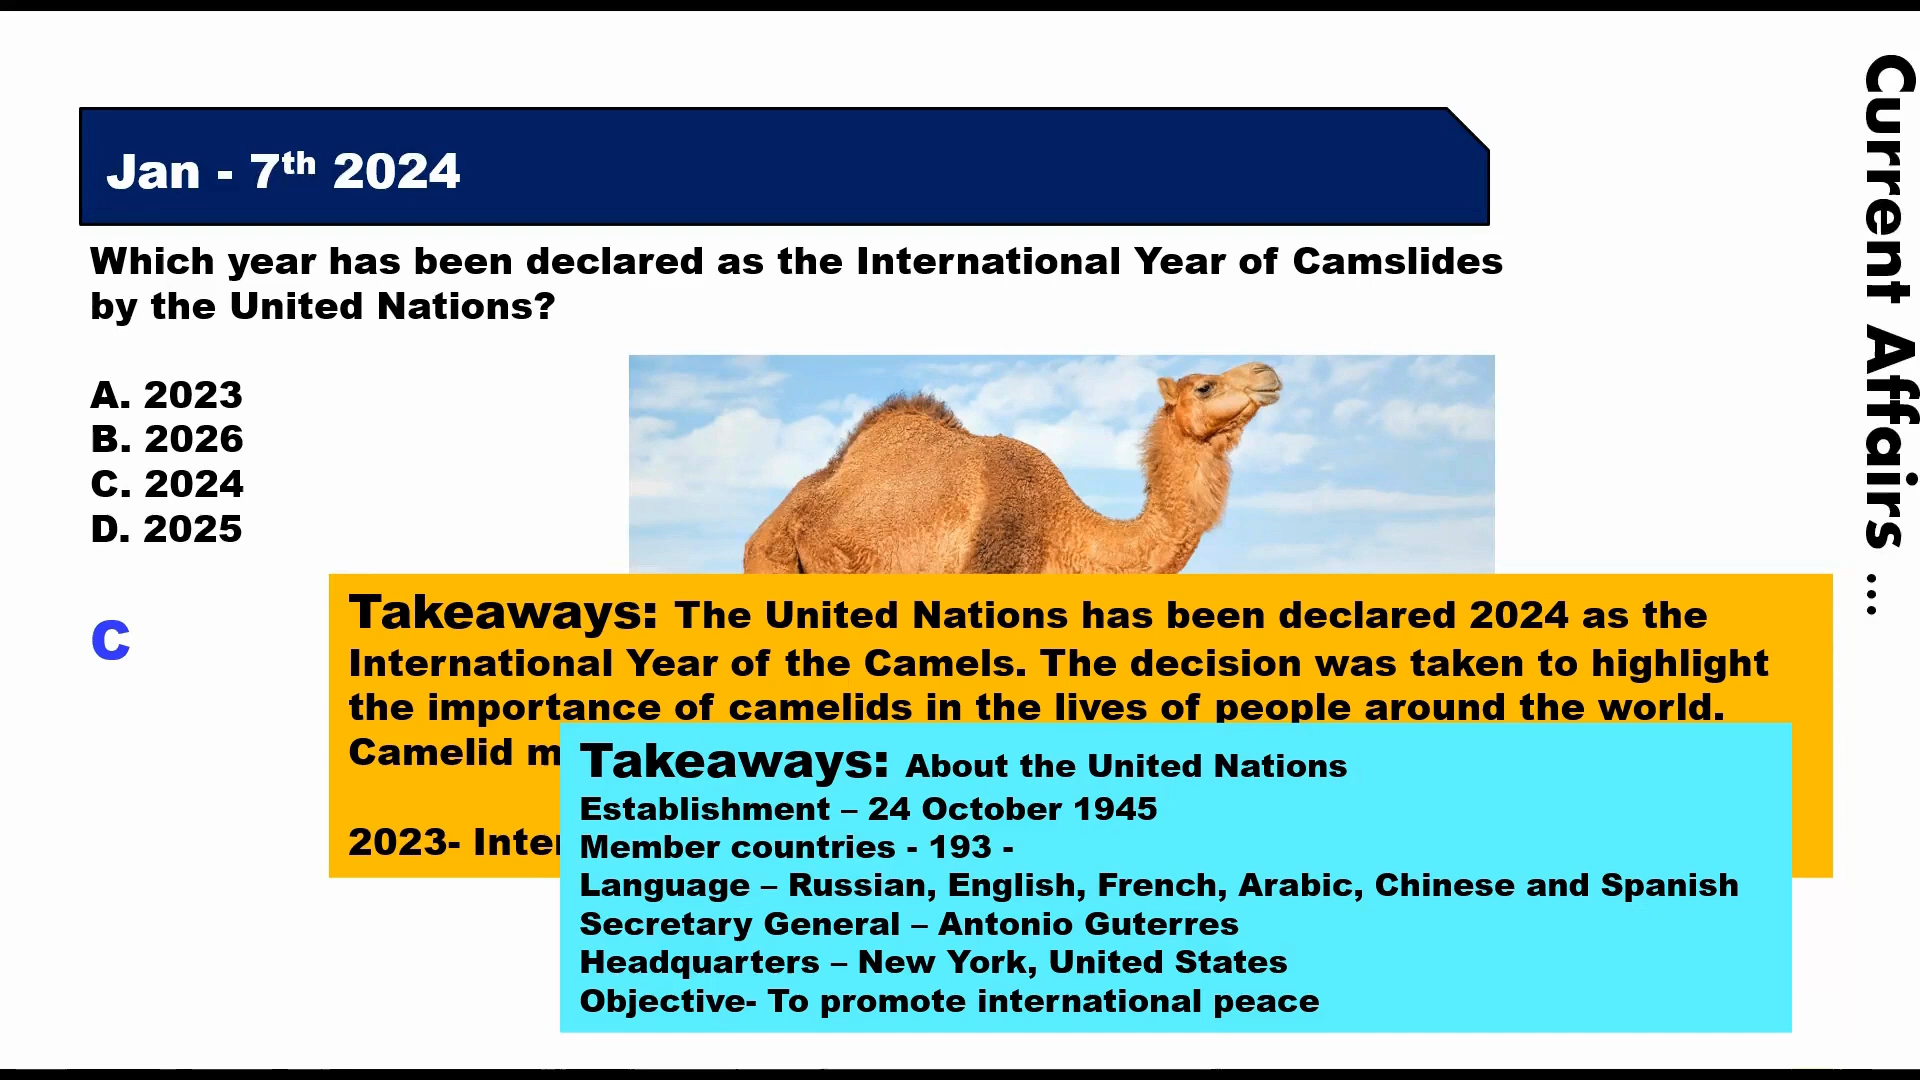 Jan - 7th 2024
Which year has been declared as the International Year of Camslides
by the United Nations?
A. 2023
B. 2026
C. 2024
D. 2025
C
Takeaways: The United Nations has been declared 2024 as the
International Year of the Camels. The decision was taken to highlight
the importance of camelids in the lives of people around the world.
Camelid
2023-
Takeaways: About the United Nations
Establishment – 24 October 1945
Member countries - 193 -
Language – Russian, English, French, Arabic, Chinese and Spanish
Secretary General – Antonio Guterres
Headquarters – New York, United States
Objective- To promote international peace
Current Affairs ...